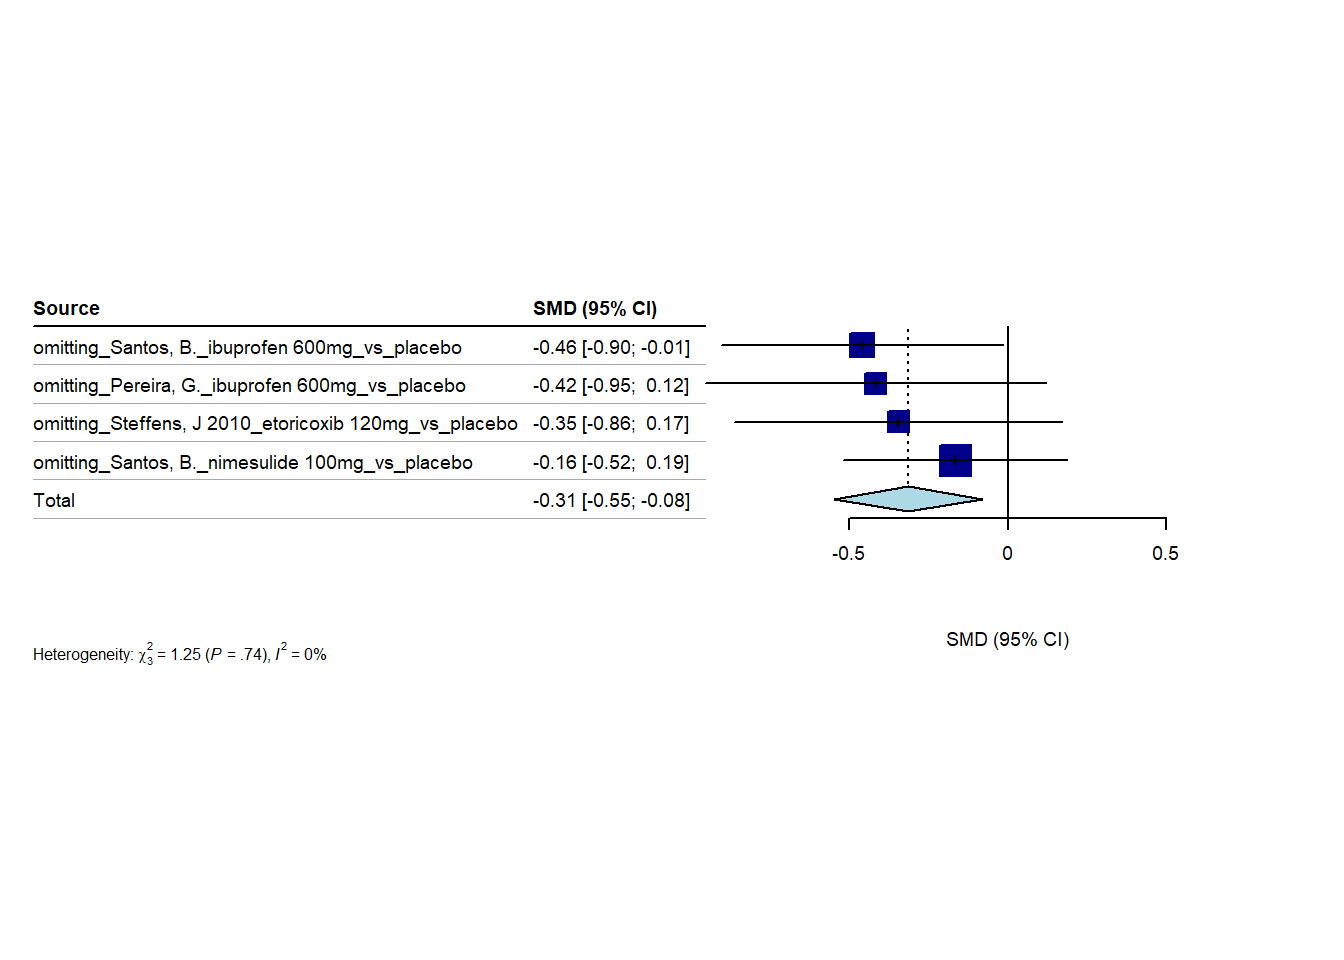 Source SMD (95% CI)
omitting_Santos, B._ibuprofen 600mg_vs_placebo -0.46 [-0.90; -0.01]
omitting_Pereira, G._ibuprofen 600mg_vs_placebo -0.42 [-0.95; 0.12]
omitting_Steffens, J 2010_etoricoxib 120mg_vs_placebo -0.35 [-0.86; 0.17]
omitting_Santos, B._nimesulide 100mg_vs_placebo -0.16 [-0.52; 0.19]
Total -0.31 [-0.55; -0.08]
-0.5 0 0.5
SMD (95% CI)
Heterogeneity: χ²₃ = 1.25 (P = .74), I² = 0%